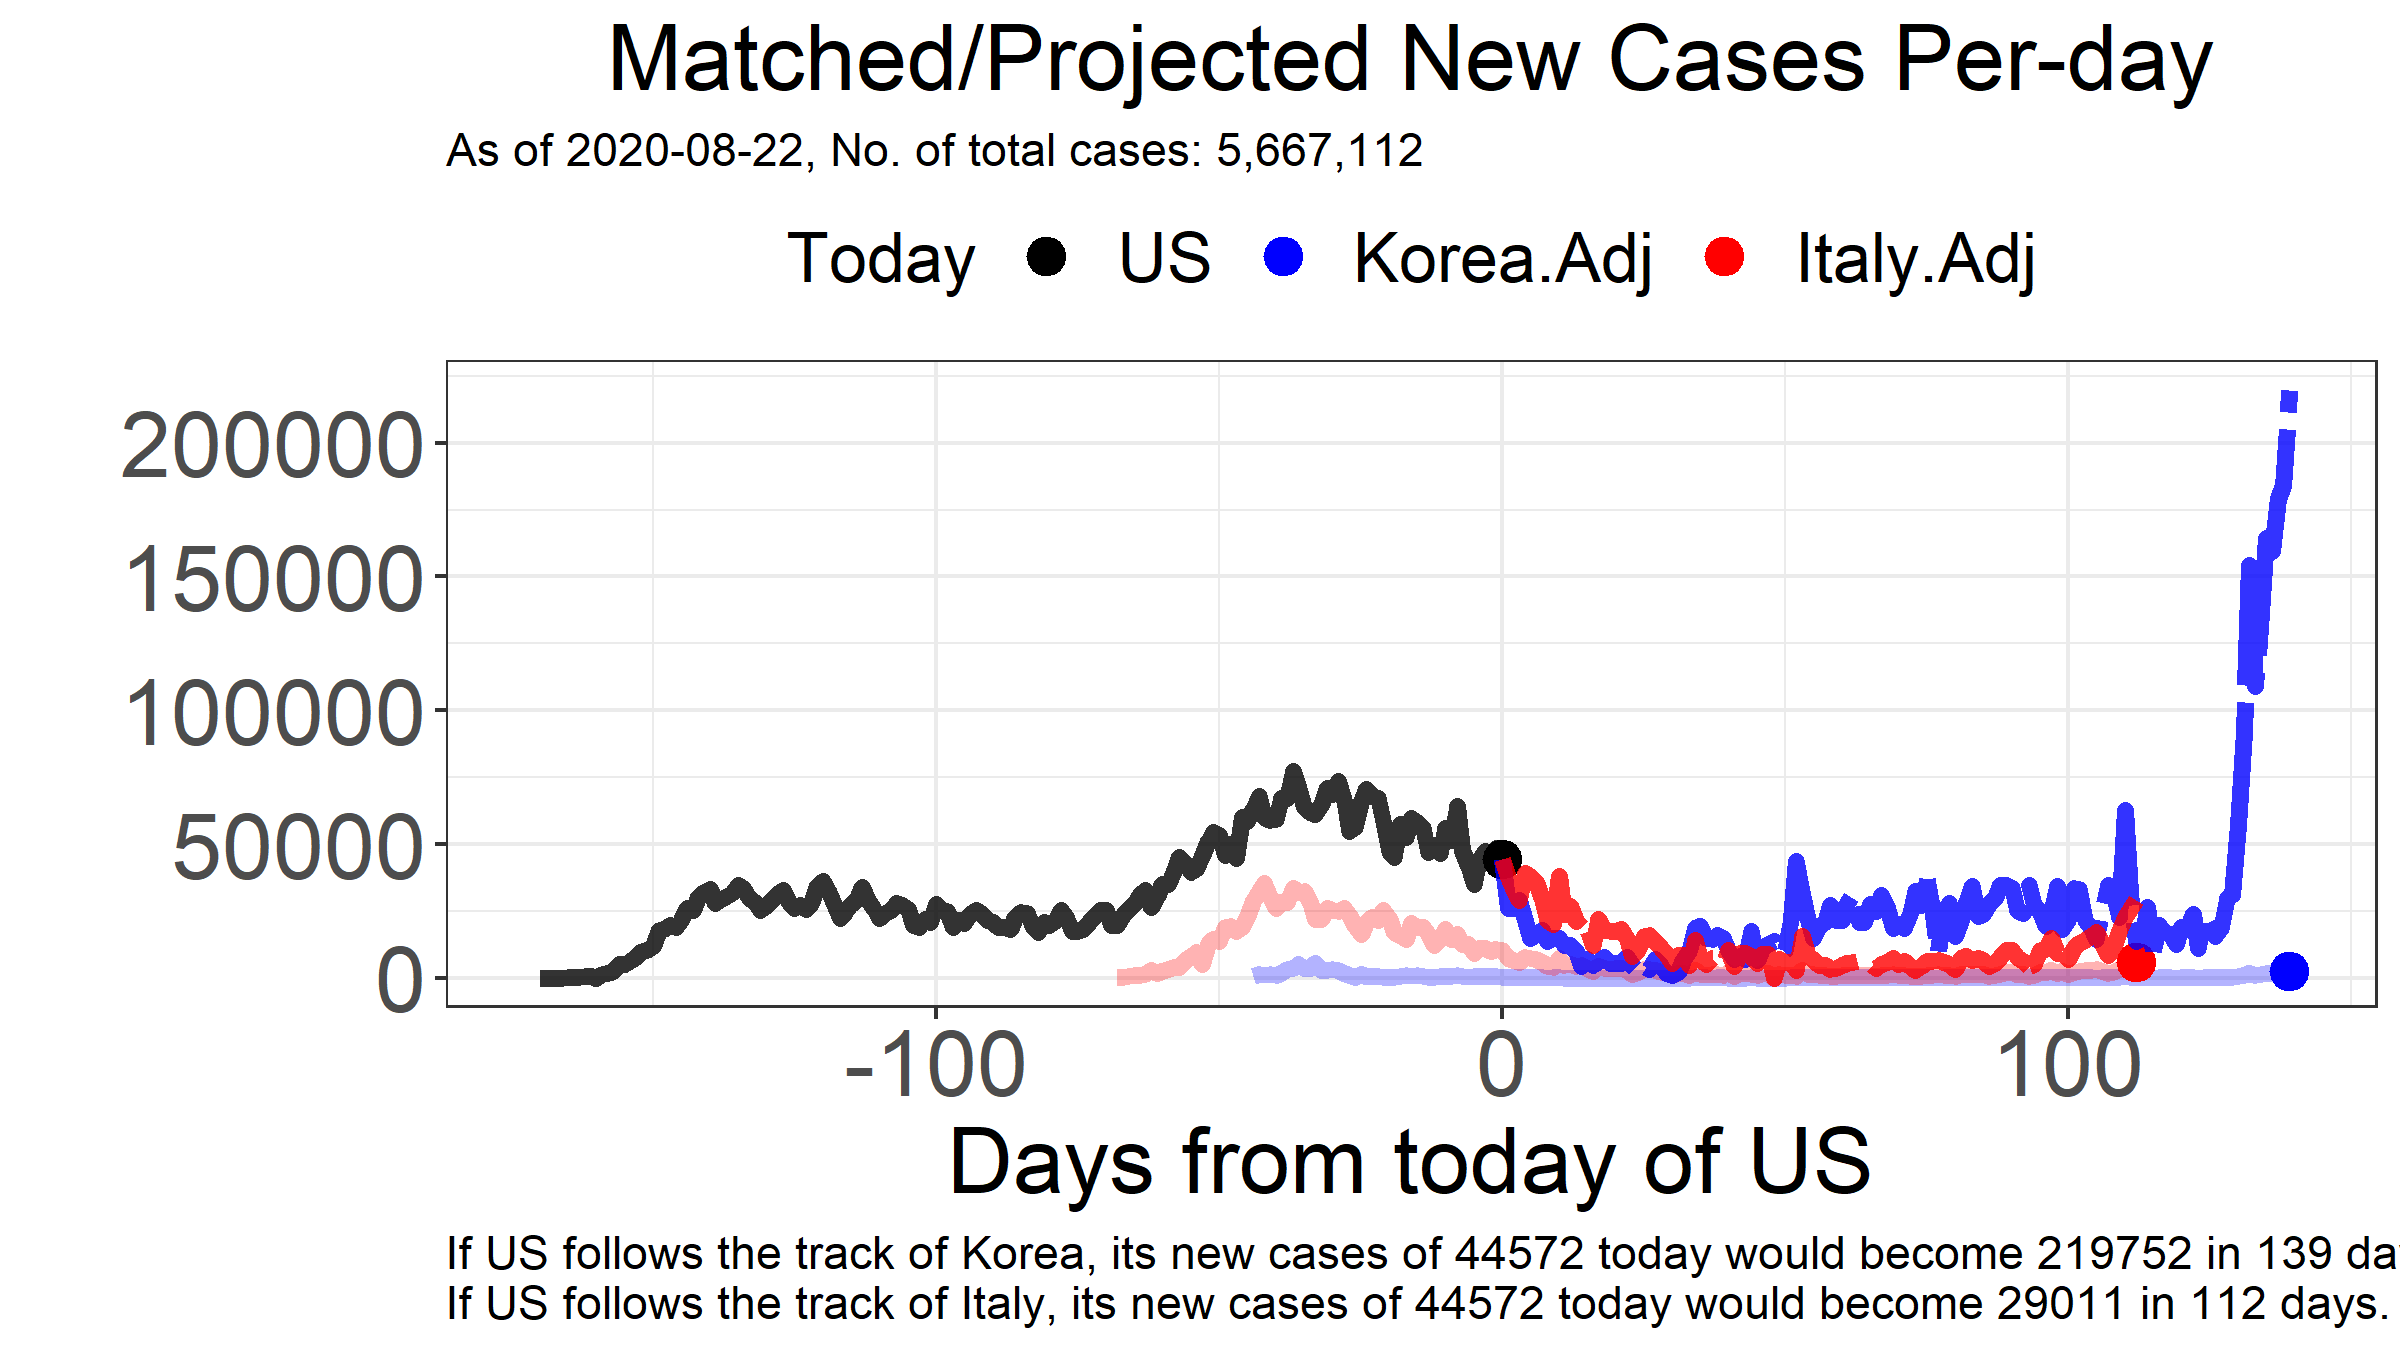 Matched/Projected New Cases Per-day
As of 2020-08-22, No. of total cases: 5,667,112
Today US Korea.Adj Italy.Adj
200000
150000
100000
50000
0
-100 0 100
Days from today of US
If US follows the track of Korea, its new cases of 44572 today would become 219752 in 139 da
If US follows the track of Italy, its new cases of 44572 today would become 29011 in 112 days.